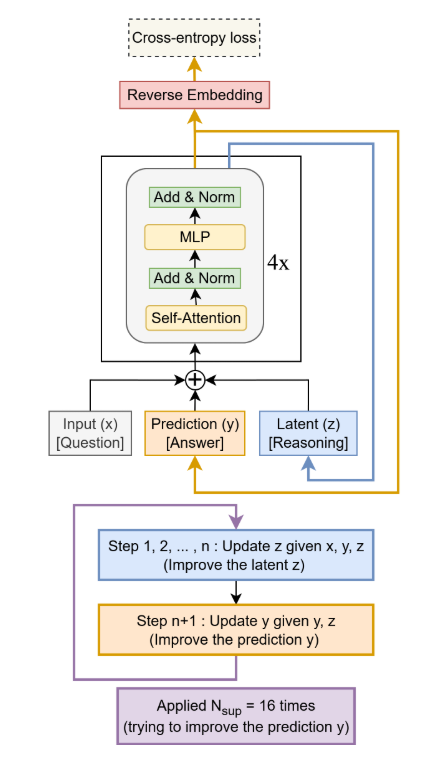 Cross-entropy loss
Reverse Embedding
Add & Norm
MLP
4x
Add & Norm
Self-Attention
Input (x)
[Question]
Prediction (y)
[Answer]
Latent (z)
[Reasoning]
Step 1, 2, ... , n : Update z given x, y, z
(Improve the latent z)
Step n+1 : Update y given y, z
(Improve the prediction y)
Applied Nsup = 16 times
(trying to improve the prediction y)